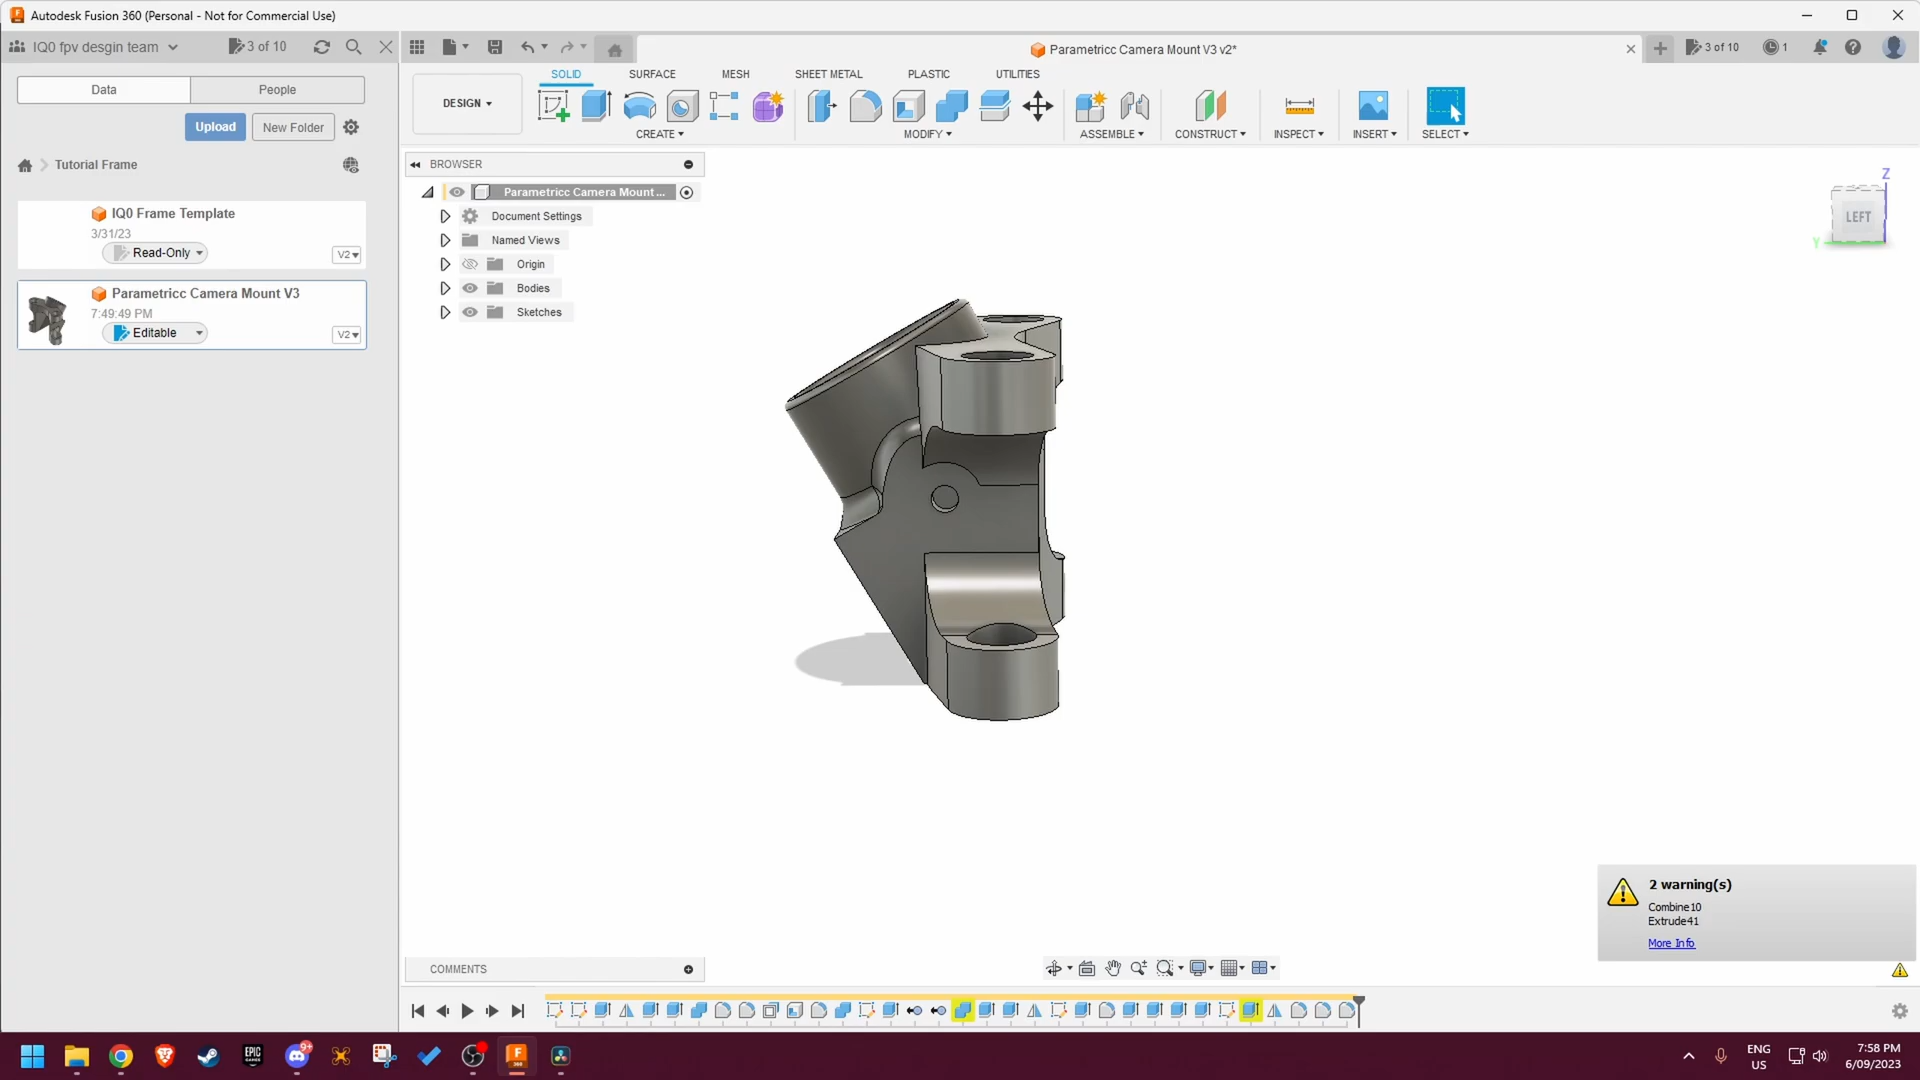 Autodesk Fusion 360 (Personal - Not for Commercial Use)
IQ0 fpv desgin team
3 of 10
Parametricc Camera Mount V3 v2*
3 of 10
1
Data
People
Upload
New Folder
Tutorial Frame
IQ0 Frame Template
3/31/23
Read-Only
V2
Parametricc Camera Mount V3
7:49:49 PM
Editable
V2
SOLID
SURFACE
MESH
SHEET METAL
PLASTIC
UTILITIES
DESIGN
CREATE
MODIFY
ASSEMBLE
CONSTRUCT
INSPECT
INSERT
SELECT
BROWSER
Parametricc Camera Mount ...
Document Settings
Named Views
Origin
Bodies
Sketches
Z
LEFT
Y
2 warning(s)
Combine10
Extrude41
More Info
COMMENTS
EPIC
9+
F
360
ENG
US
7:58 PM
6/09/2023